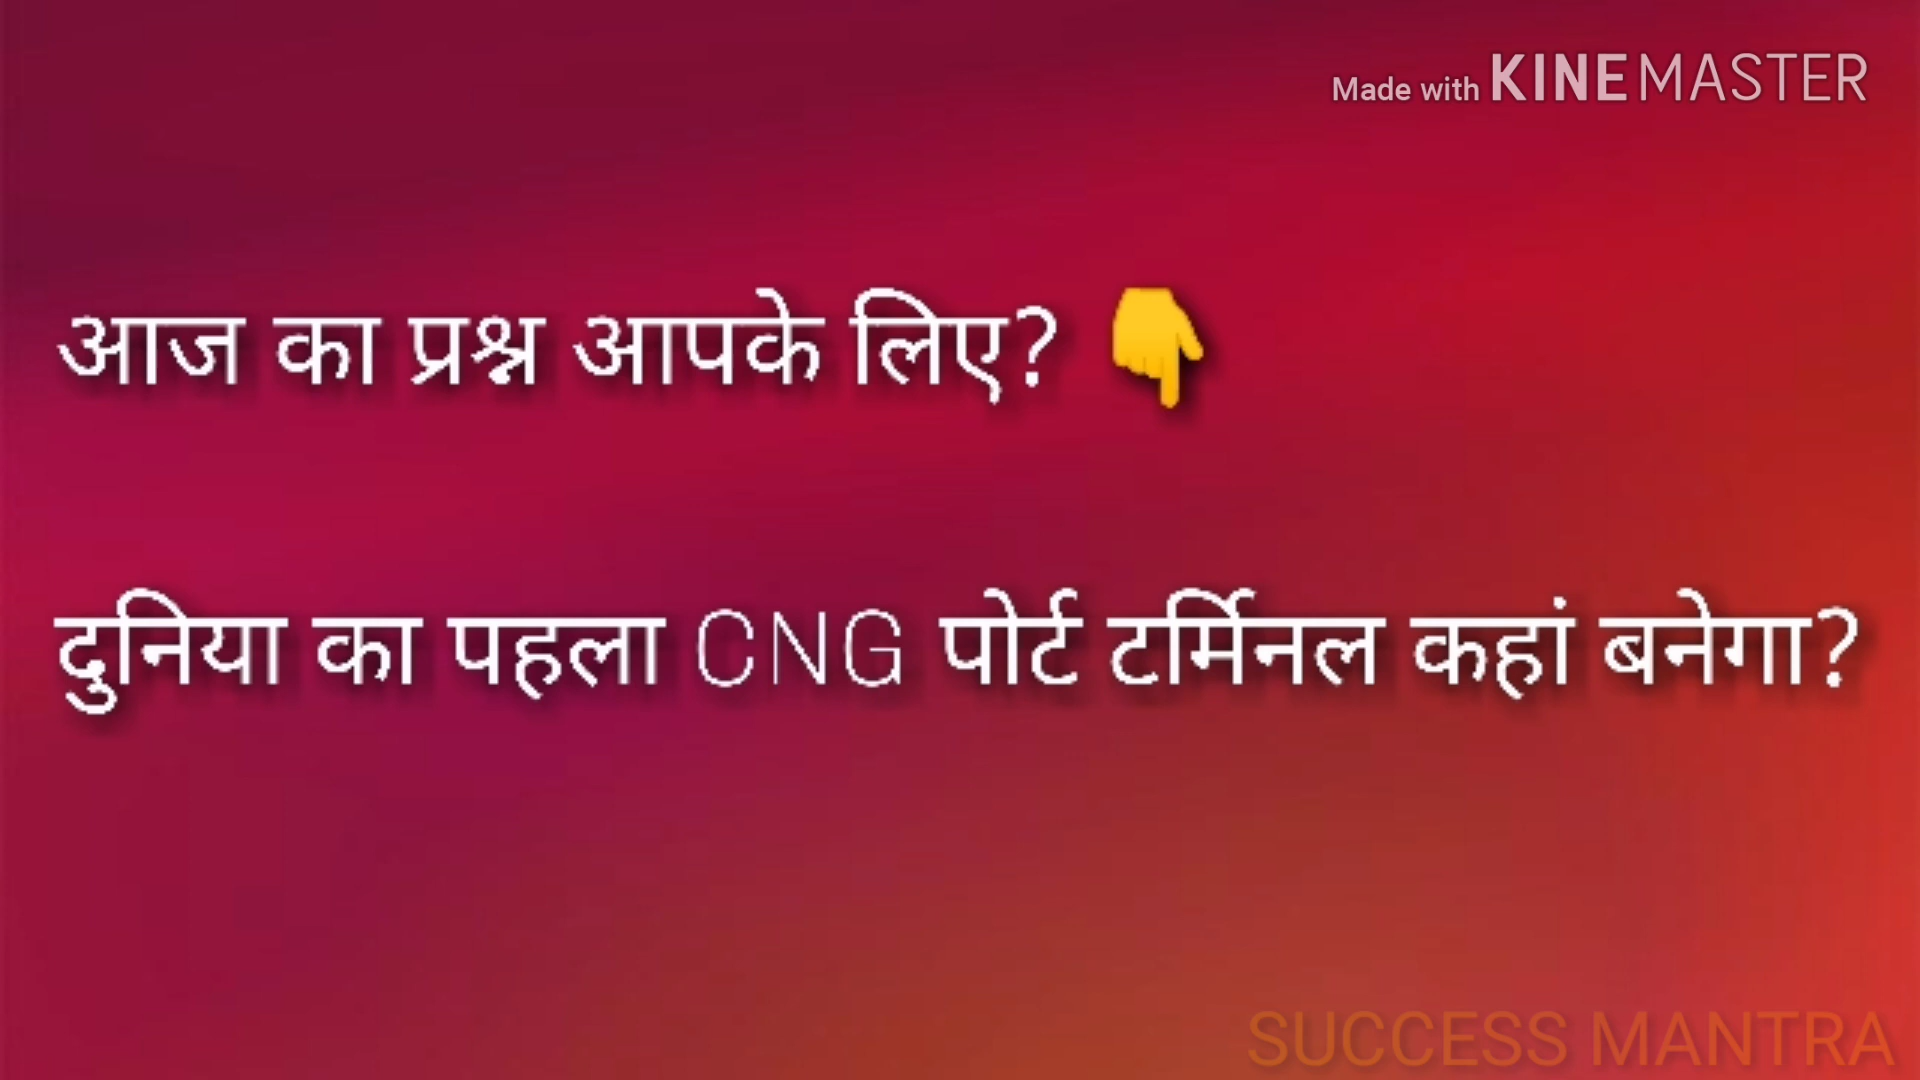 Made with KINEMASTER
आज का प्रश्न आपके लिए? 👇
दुनिया का पहला CNG पोर्ट टर्मिनल कहां बनेगा?
SUCCESS MANTRA